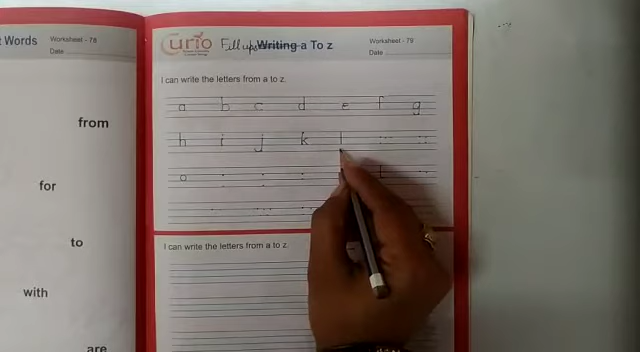 t Words
Worksheet - 78
Date
from
for
to
with
are
Curio
Fill ups Writing a To z
Worksheet - 79
Date
I can write the letters from a to z.
a b c d e f g
h i j k l
o t
I can write the letters from a to z.